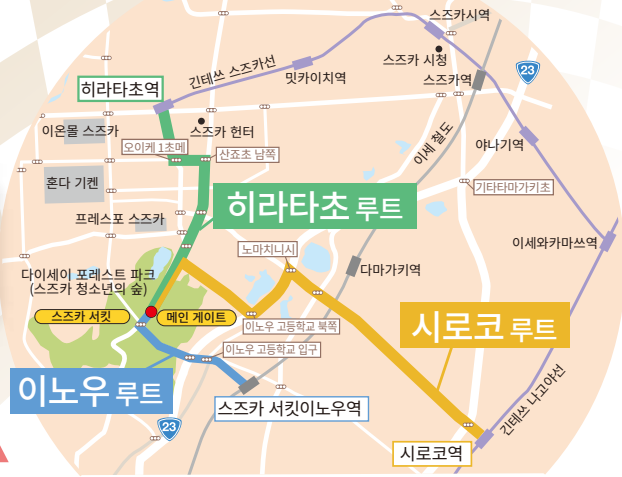 스즈카시역
스즈카 시청
긴테쓰 스즈카선
밋카이치역
스즈카역
23
히라타초역
이온몰 스즈카
스즈카 헌터
이세 철도
야나기역
오이케 1초메
산죠초 남쪽
혼다 기켄
기타타마가키초
히라타초 루트
프레스포 스즈카
이세와카마쓰역
노마치니시
다이세이 포레스트 파크
(스즈카 청소년의 숲)
다마가키역
스즈카 서킷
메인 게이트
이노우 고등학교 북쪽
시로코 루트
이노우 고등학교 입구
이노우 루트
스즈카 서킷이노우역
긴테쓰 나고야선
23
시로코역